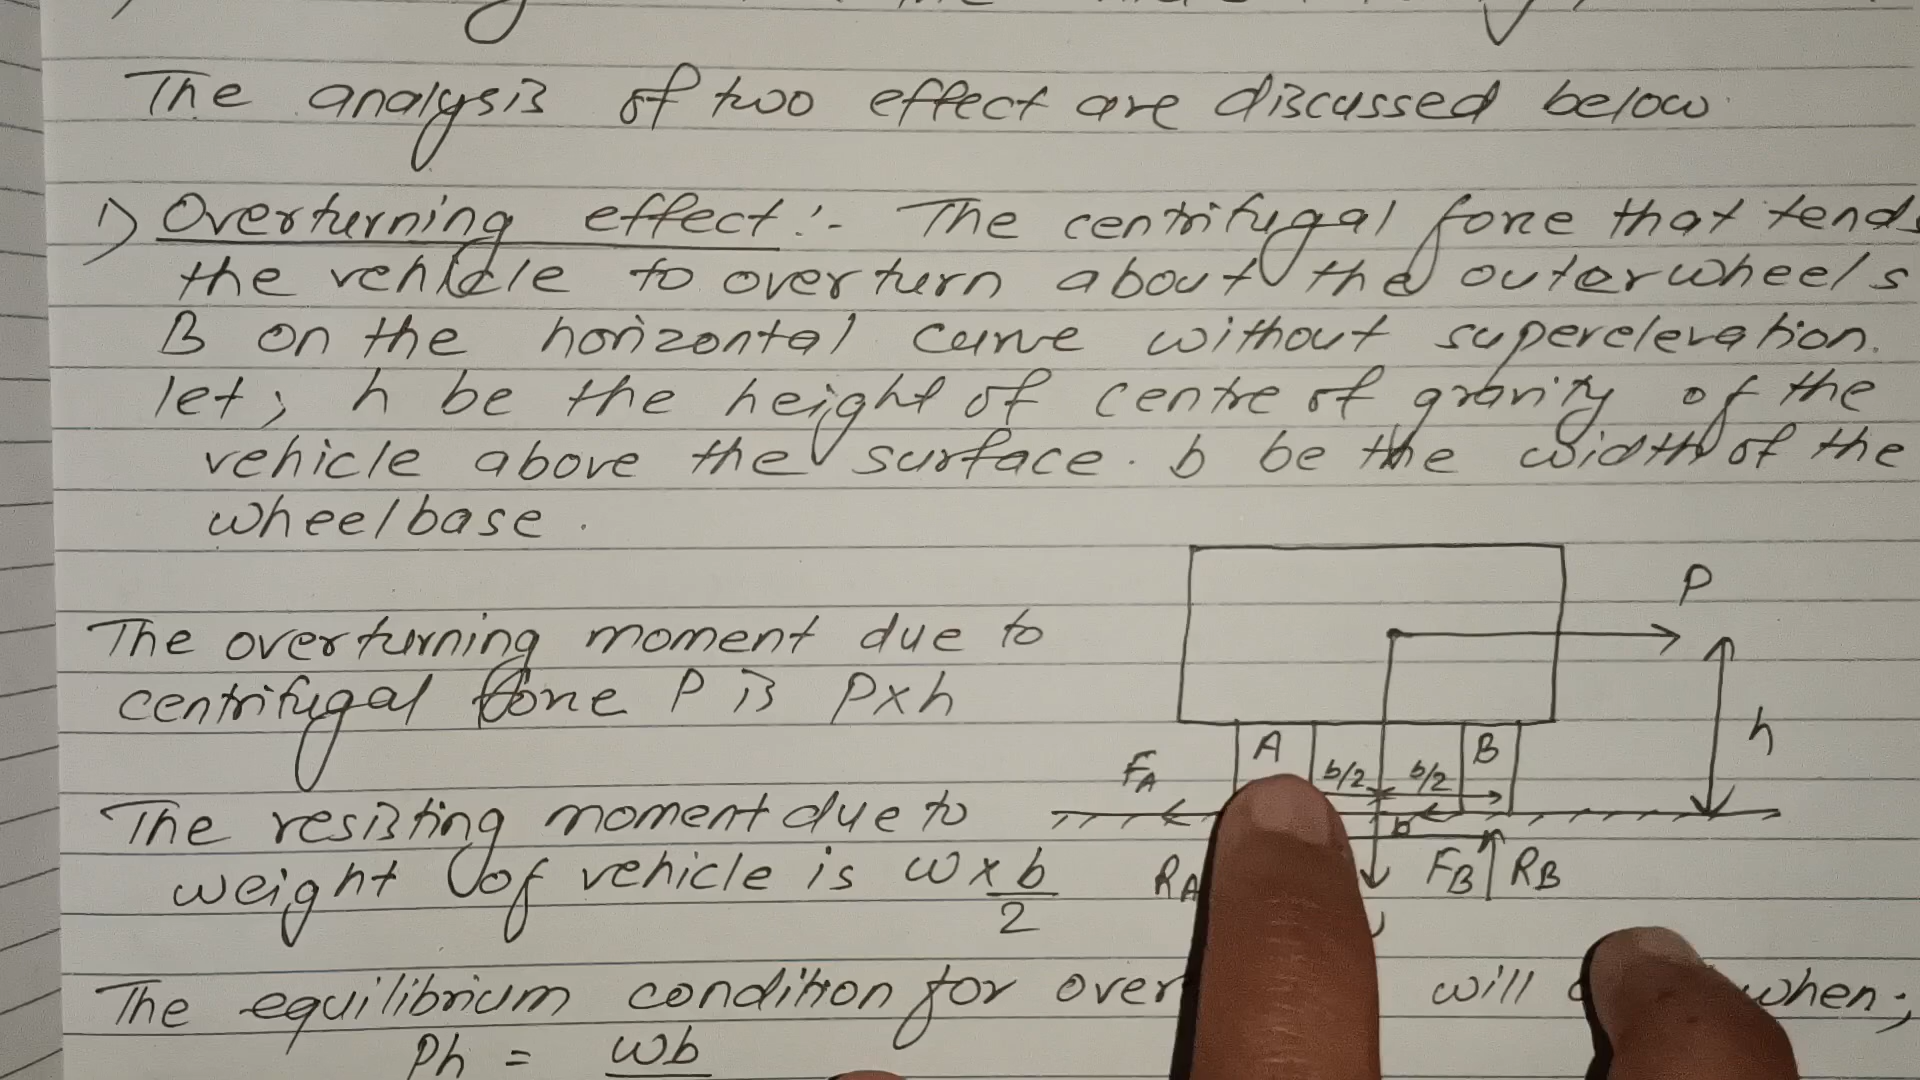 The analysis of two effect are discussed below.
1) Overturning effect :- The centrifugal force that tends
the vehicle to overturn about the outer wheels
B on the horizontal curve without superelevation.
let, h be the height of centre of gravity of the
vehicle above the surface. b be the width of the
wheelbase.
P
The overturning moment due to
centrifugal force P is P×h
h
A
B
FA
b/2
b/2
The resisting moment due to
b
weight of vehicle is W×b/2
RA
FB
RB
The equilibrium condition for over will when;
Ph = Wb